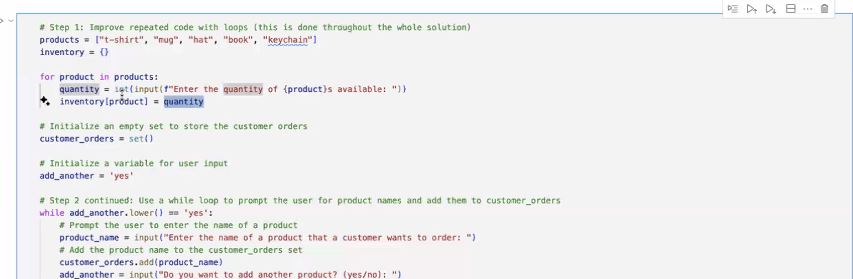 # Step 1: Improve repeated code with loops (this is done throughout the whole solution)
products = ["t-shirt", "mug", "hat", "book", "keychain"]
inventory = {}
for product in products:
quantity = int(input(f"Enter the quantity of {product}s available: "))
inventory[product] = quantity
# Initialize an empty set to store the customer orders
customer_orders = set()
# Initialize a variable for user input
add_another = 'yes'
# Step 2 continued: Use a while loop to prompt the user for product names and add them to customer_orders
while add_another.lower() == 'yes':
# Prompt the user to enter the name of a product
product_name = input("Enter the name of a product that a customer wants to order: ")
# Add the product name to the customer_orders set
customer_orders.add(product_name)
add_another = input("Do you want to add another product? (yes/no): ")